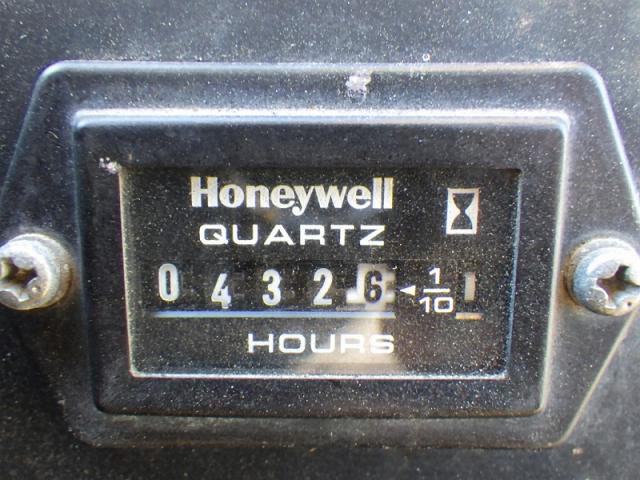 Honeywell
QUARTZ
0 4 3 2 6 ◄ 1/10
HOURS